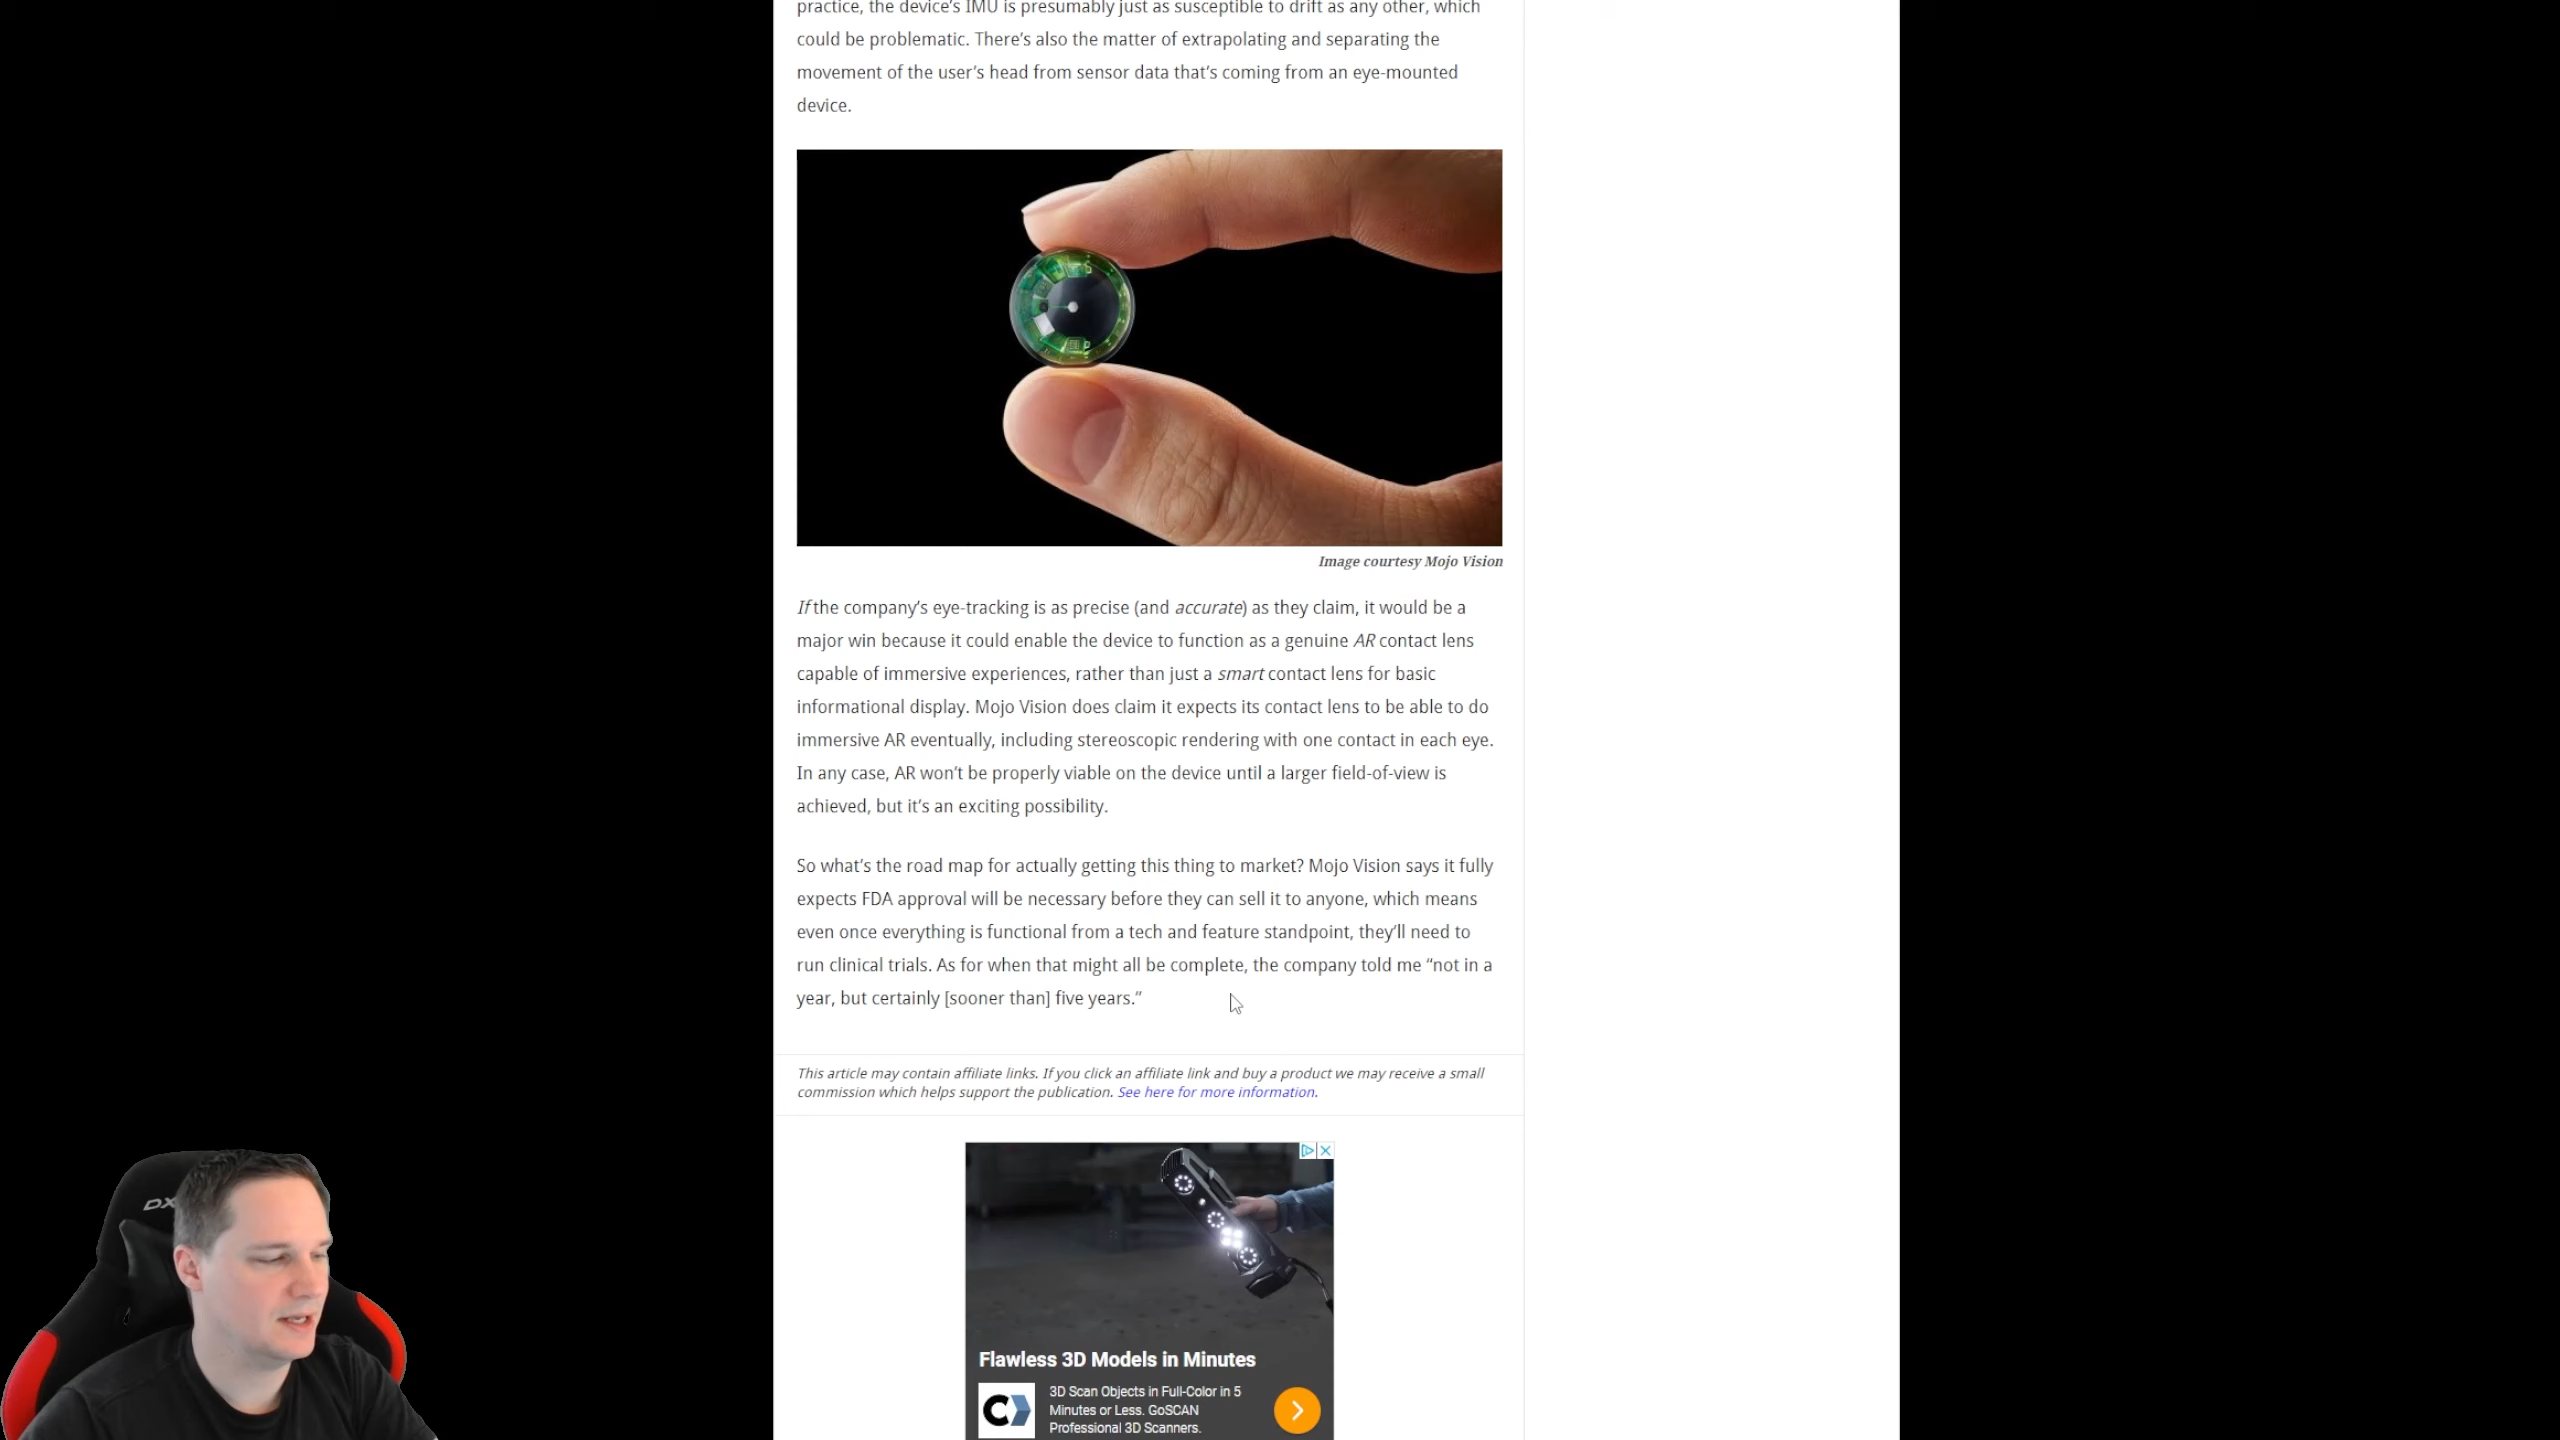 practice, the device's IMU is presumably just as susceptible to drift as any other, which
could be problematic. There's also the matter of extrapolating and separating the
movement of the user's head from sensor data that's coming from an eye-mounted
device.
Image courtesy Mojo Vision
If the company's eye-tracking is as precise (and accurate) as they claim, it would be a
major win because it could enable the device to function as a genuine AR contact lens
capable of immersive experiences, rather than just a smart contact lens for basic
informational display. Mojo Vision does claim it expects its contact lens to be able to do
immersive AR eventually, including stereoscopic rendering with one contact in each eye.
In any case, AR won't be properly viable on the device until a larger field-of-view is
achieved, but it's an exciting possibility.
So what's the road map for actually getting this thing to market? Mojo Vision says it fully
expects FDA approval will be necessary before they can sell it to anyone, which means
even once everything is functional from a tech and feature standpoint, they'll need to
run clinical trials. As for when that might all be complete, the company told me “not in a
year, but certainly [sooner than] five years.”
This article may contain affiliate links. If you click an affiliate link and buy a product we may receive a small
commission which helps support the publication. See here for more information.
Flawless 3D Models in Minutes
3D Scan Objects in Full-Color in 5
Minutes or Less. GoSCAN
Professional 3D Scanners.
DX